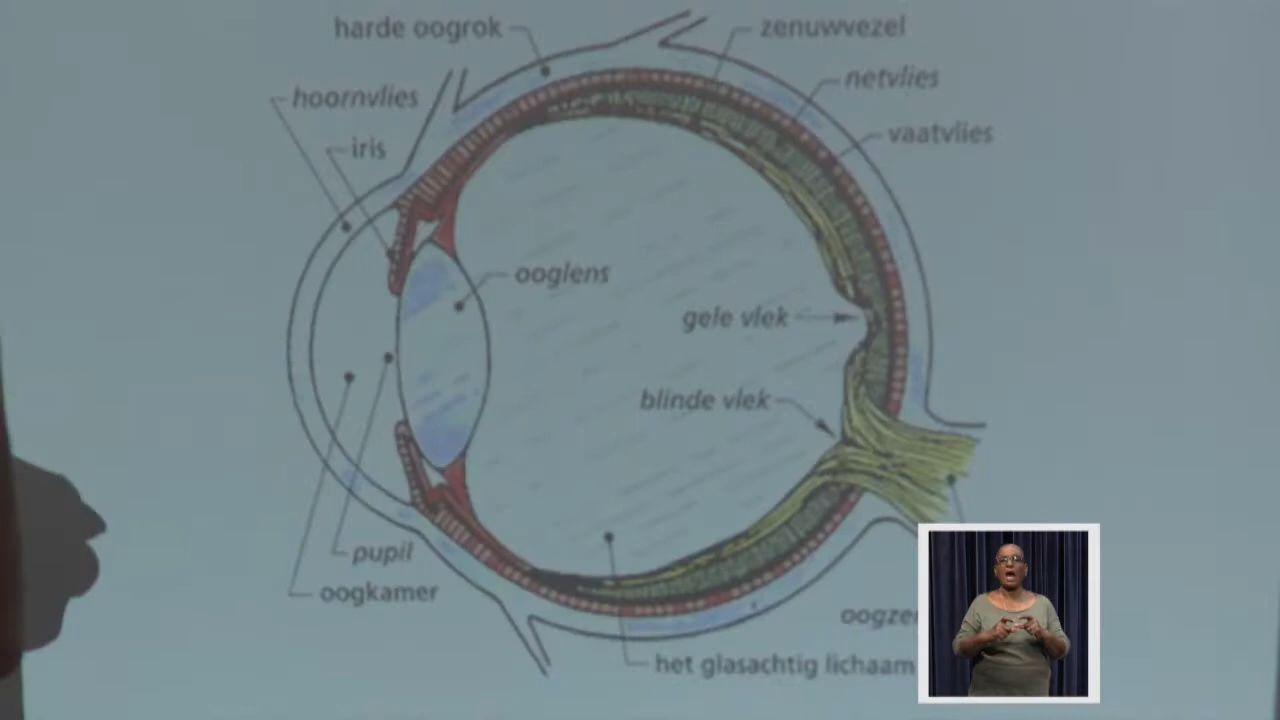 harde oogrok
zenuwvezel
hoornvlies
netvlies
iris
vaatvlies
ooglens
gele vlek
blinde vlek
pupil
oogkamer
het glasachtig lichaam